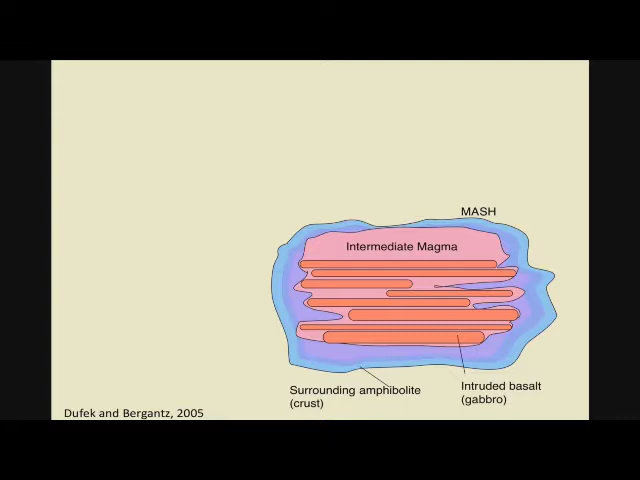 MASH
Intermediate Magma
Surrounding amphibolite
(crust)
Intruded basalt
(gabbro)
Dufek and Bergantz, 2005